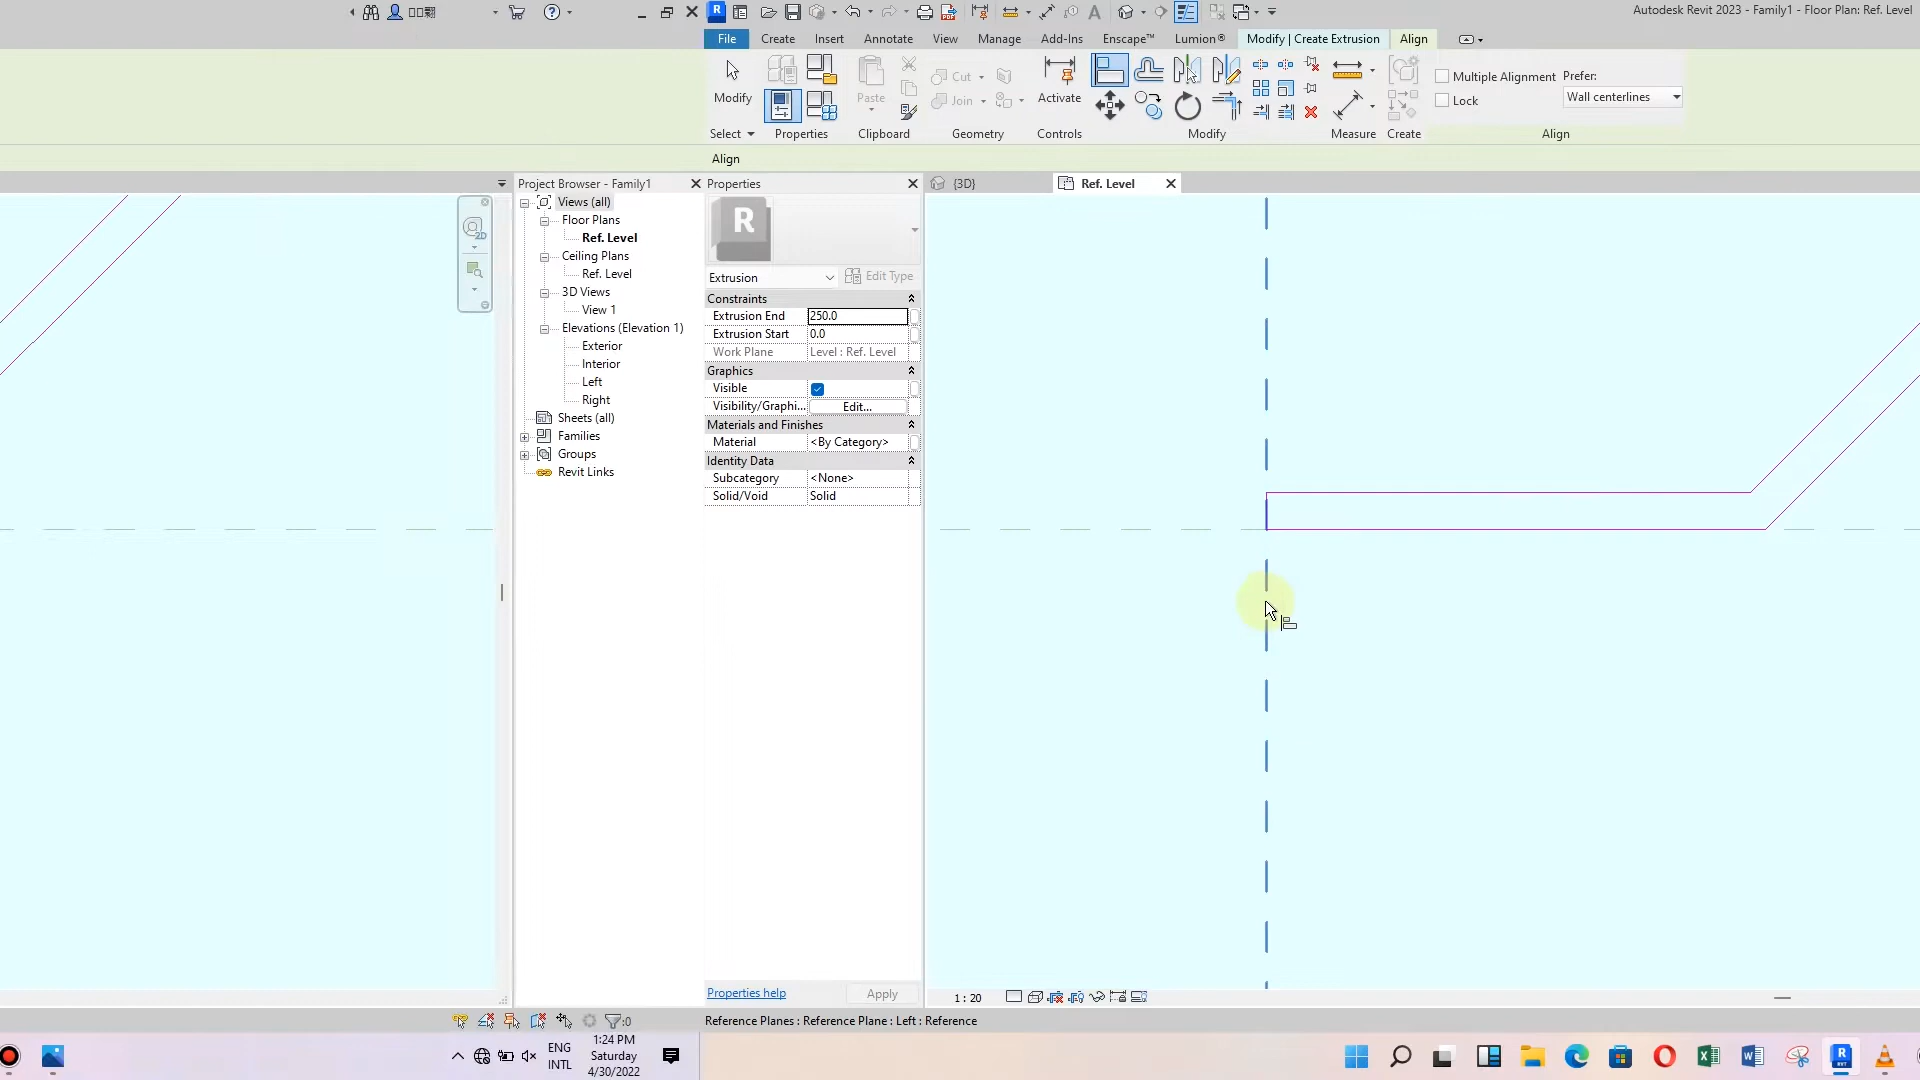 Autodesk Revit 2023 - Family1 - Floor Plan: Ref. Level
File Create Insert Annotate View Manage Add-Ins Enscape™ Lumion® Modify | Create Extrusion Align
Modify
Paste
Cut
Join
Activate
Multiple Alignment Prefer:
Lock
Wall centerlines
Select Properties Clipboard Geometry Controls Modify Measure Create Align
Align
Project Browser - Family1
Views (all)
Floor Plans
Ref. Level
Ceiling Plans
Ref. Level
3D Views
View 1
Elevations (Elevation 1)
Exterior
Interior
Left
Right
Sheets (all)
Families
Groups
Revit Links
Properties
R
Extrusion
Edit Type
Constraints
Extrusion End 250.0
Extrusion Start 0.0
Work Plane Level : Ref. Level
Graphics
Visible
Visibility/Graphi... Edit...
Materials and Finishes
Material <By Category>
Identity Data
Subcategory <None>
Solid/Void Solid
Properties help
Apply
{3D}
Ref. Level
2D
1 : 20
:0
Reference Planes : Reference Plane : Left : Reference
ENG
INTL
1:24 PM
Saturday
4/30/2022